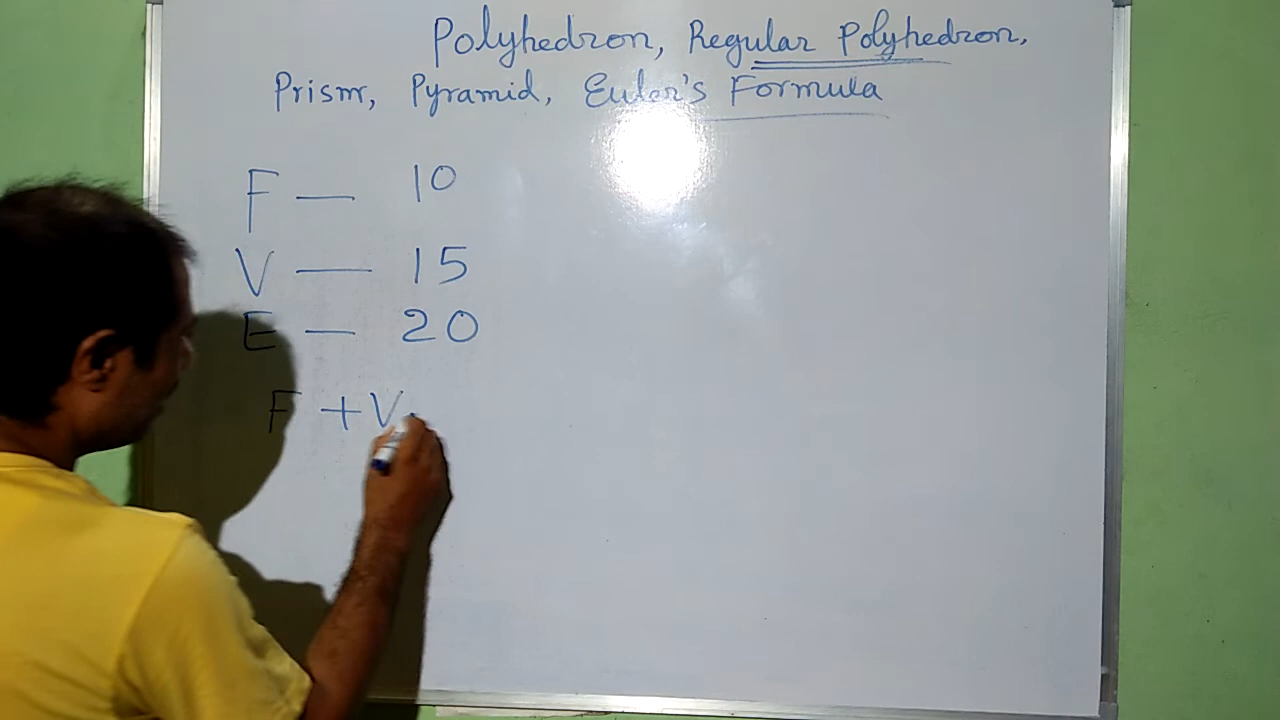 Polyhedron, Regular Polyhedron,
Prism, Pyramid, Euler's Formula
F — 10
V — 15
E — 20
F + V